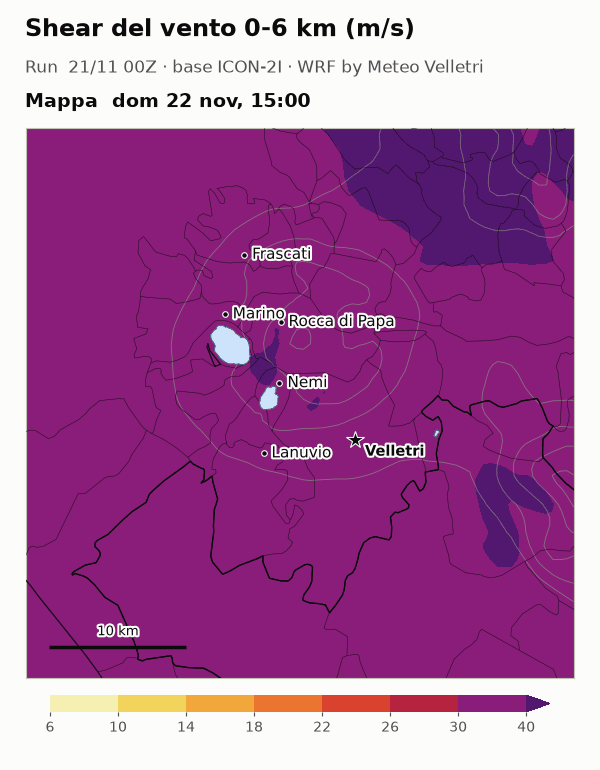 Shear del vento 0-6 km (m/s)
Run  21/11 00Z · base ICON-2I · WRF by Meteo Velletri
Mappa  dom 22 nov, 15:00
Frascati
Marino
Rocca di Papa
Nemi
Velletri
Lanuvio
10 km
6 10 14 18 22 26 30 40